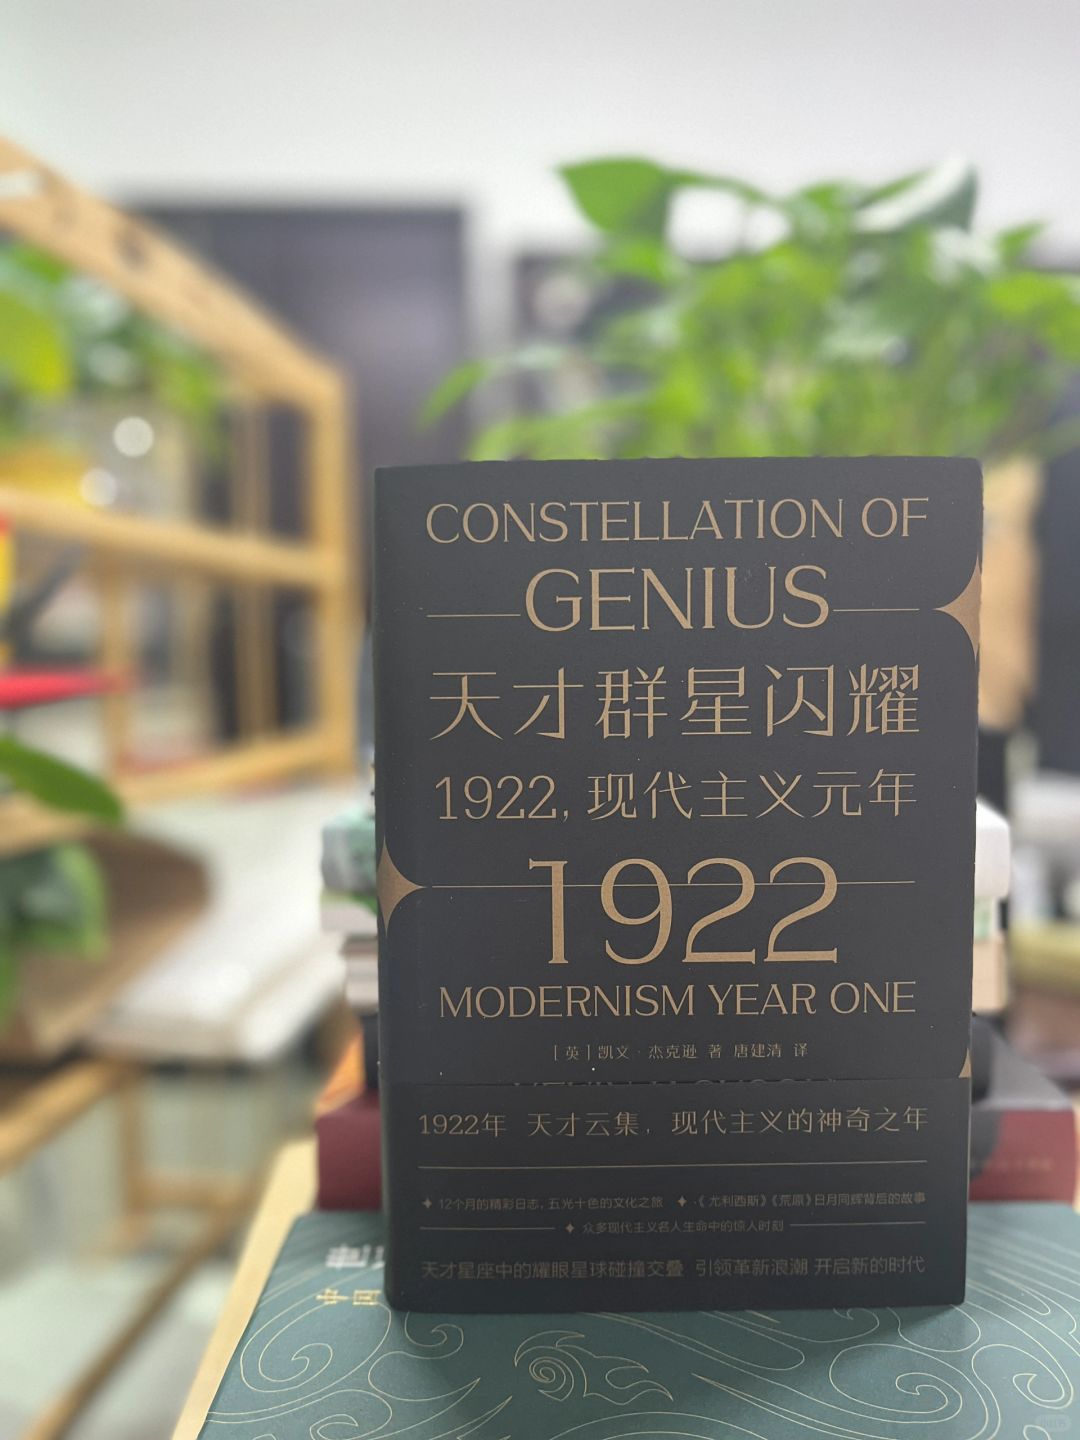 CONSTELLATION OF
GENIUS
天才群星闪耀
1922，现代主义元年
1922
MODERNISM YEAR ONE
[英]凯文·杰克逊 著 唐建清 译
1922年 天才云集，现代主义的神奇之年
12个月的精彩日志，五光十色的文化之旅 《尤利西斯》《荒原》日月同辉背后的故事
众多现代主义名人生命中的惊人时刻
天才星座中的耀眼星球碰撞交叠 引领革新浪潮 开启新的时代
中国